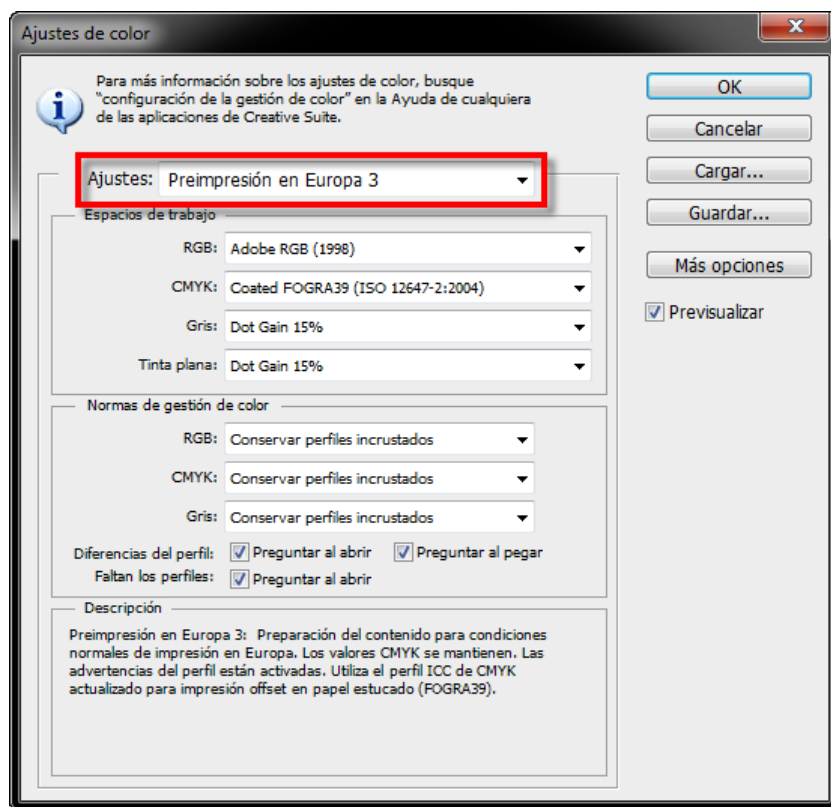 Ajustes de color
Para más información sobre los ajustes de color, busque
"configuración de la gestión de color" en la Ayuda de cualquiera
de las aplicaciones de Creative Suite.
OK
Cancelar
Cargar...
Guardar...
Más opciones
Previsualizar
Ajustes: Preimpresión en Europa 3
Espacios de trabajo
RGB: Adobe RGB (1998)
CMYK: Coated FOGRA39 (ISO 12647-2:2004)
Gris: Dot Gain 15%
Tinta plana: Dot Gain 15%
Normas de gestión de color
RGB: Conservar perfiles incrustados
CMYK: Conservar perfiles incrustados
Gris: Conservar perfiles incrustados
Diferencias del perfil: Preguntar al abrir Preguntar al pegar
Faltan los perfiles: Preguntar al abrir
Descripción
Preimpresión en Europa 3: Preparación del contenido para condiciones
normales de impresión en Europa. Los valores CMYK se mantienen. Las
advertencias del perfil están activadas. Utiliza el perfil ICC de CMYK
actualizado para impresión offset en papel estucado (FOGRA39).